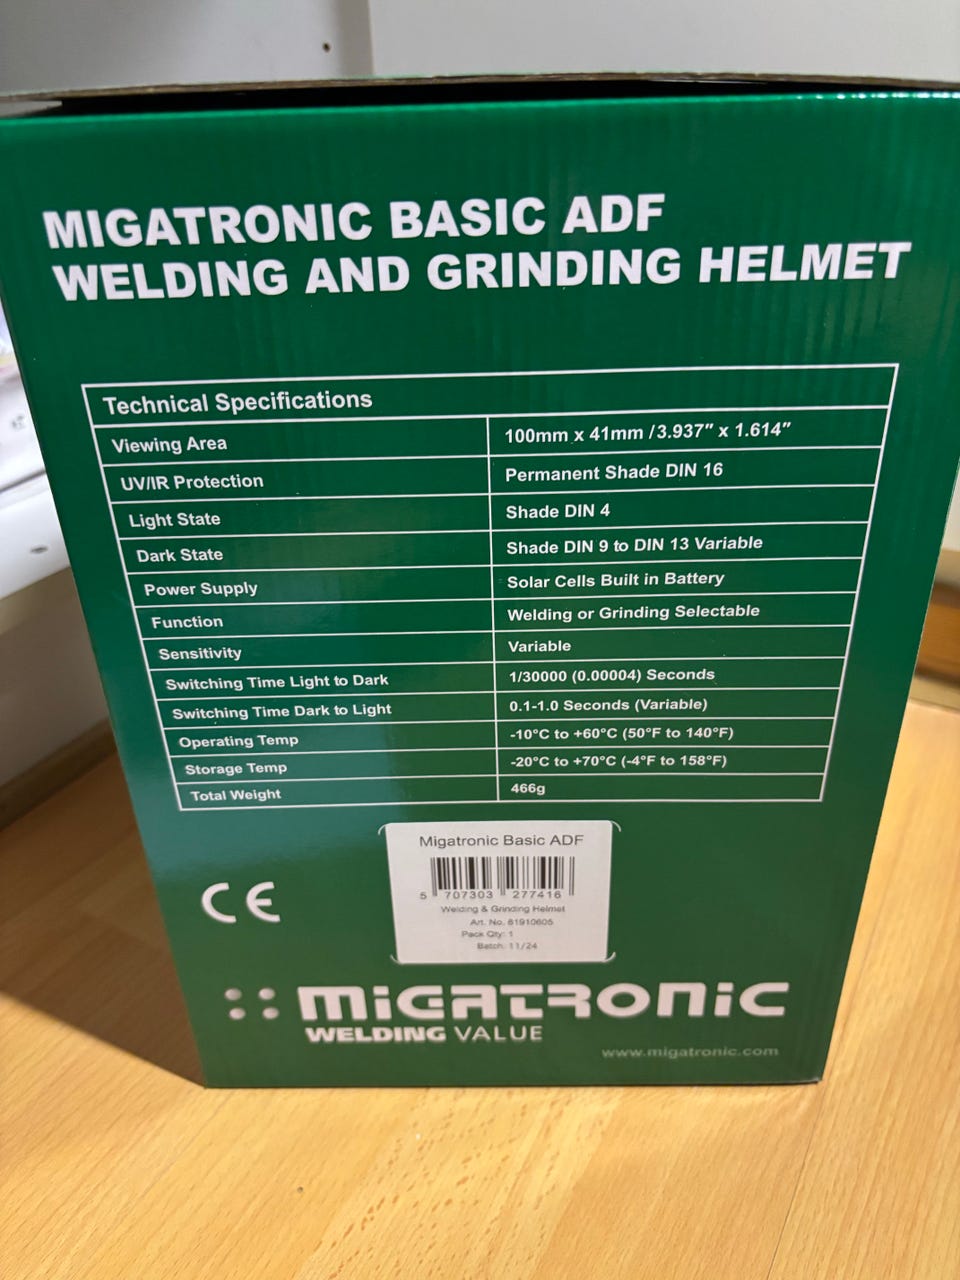 MIGATRONIC BASIC ADF
WELDING AND GRINDING HELMET
Technical Specifications
Viewing Area 100mm x 41mm / 3.937" x 1.614"
UV/IR Protection Permanent Shade DIN 16
Light State Shade DIN 4
Dark State Shade DIN 9 to DIN 13 Variable
Power Supply Solar Cells Built in Battery
Function Welding or Grinding Selectable
Sensitivity Variable
Switching Time Light to Dark 1/30000 (0.00004) Seconds
Switching Time Dark to Light 0.1-1.0 Seconds (Variable)
Operating Temp -10°C to +60°C (50°F to 140°F)
Storage Temp -20°C to +70°C (-4°F to 158°F)
Total Weight 466g
Migatronic Basic ADF
5 707303 277416
Welding & Grinding Helmet
Art. No. 81910605
Pack Qty: 1
Batch: 11/24
CE
MIGATRONIC
WELDING VALUE
www.migatronic.com